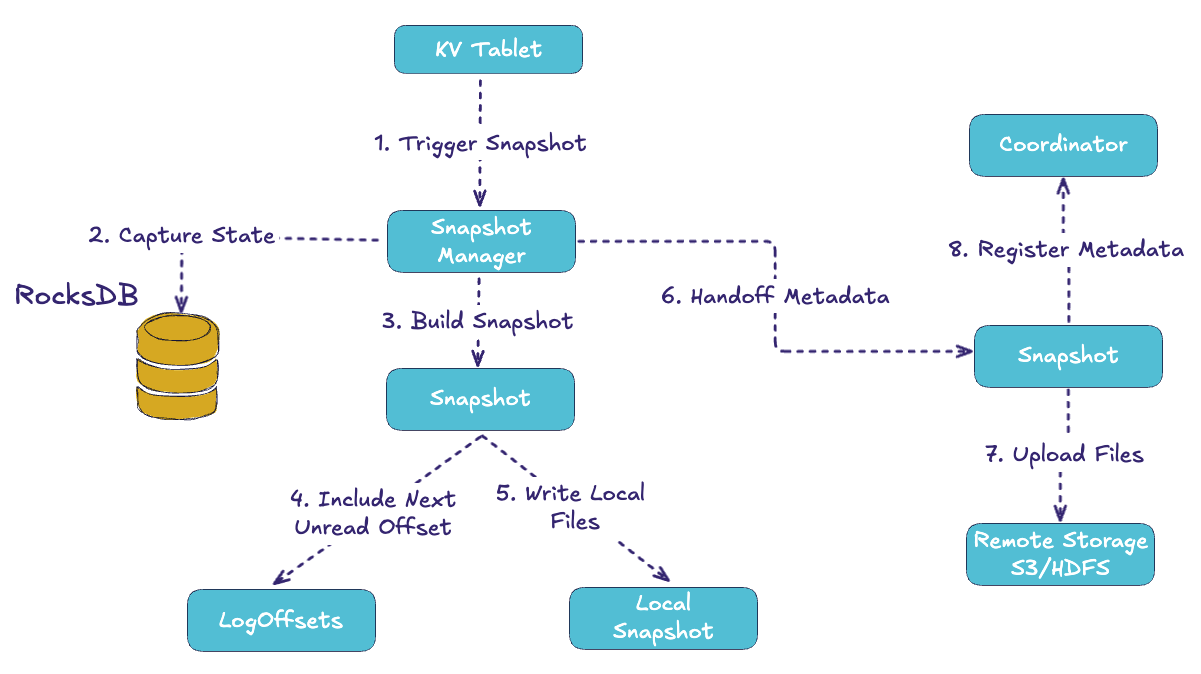 KV Tablet
1. Trigger Snapshot
Coordinator
2. Capture State
Snapshot
Manager
8. Register Metadata
RocksDB
6. Handoff Metadata
3. Build Snapshot
Snapshot
Snapshot
7. Upload Files
4. Include Next
Unread Offset
5. Write Local
Files
Remote Storage
S3/HDFS
LogOffsets
Local
Snapshot